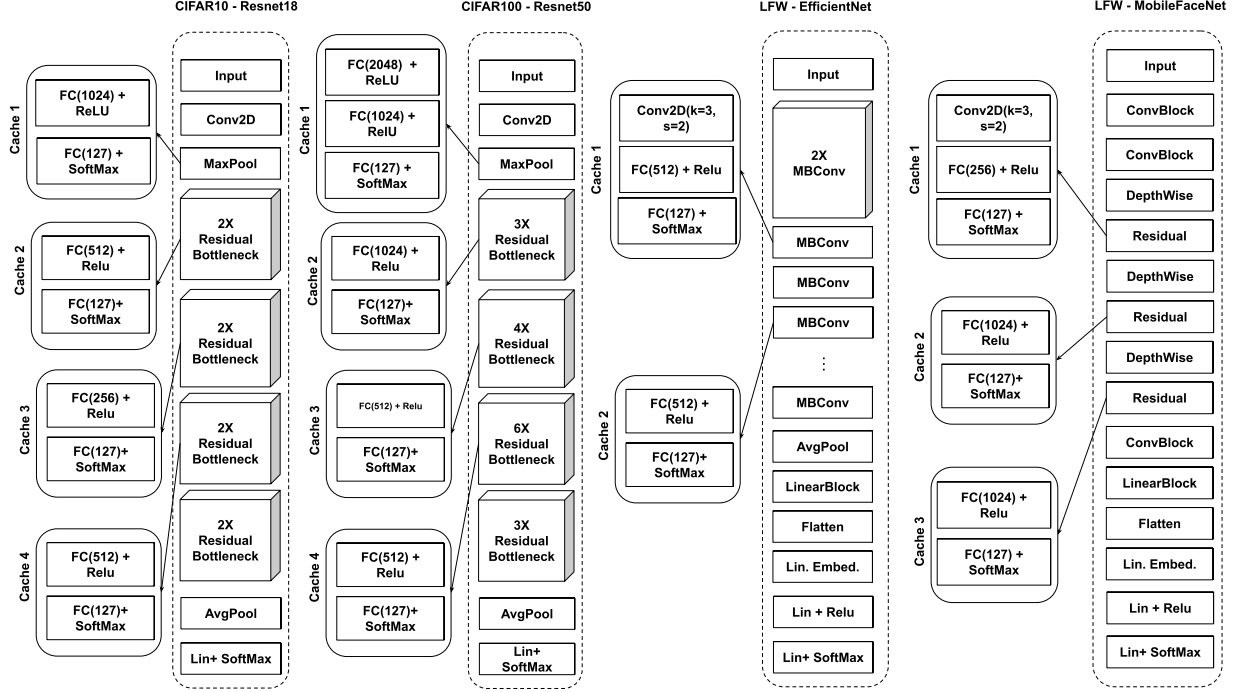 CIFAR10 - Resnet18
Cache 1
FC(1024) +
ReLU
FC(127) +
SoftMax
Cache 2
FC(512) +
Relu
FC(127)+
SoftMax
Cache 3
FC(256) +
Relu
FC(127)+
SoftMax
Cache 4
FC(512) +
Relu
FC(127)+
SoftMax
Input
Conv2D
MaxPool
2X
Residual
Bottleneck
2X
Residual
Bottleneck
2X
Residual
Bottleneck
2X
Residual
Bottleneck
AvgPool
Lin+ SoftMax
CIFAR100 - Resnet50
Cache 1
FC(2048) +
ReLU
FC(1024) +
RelU
FC(127) +
SoftMax
Cache 2
FC(1024) +
Relu
FC(127)+
SoftMax
Cache 3
FC(512) + Relu
FC(127)+
SoftMax
Cache 4
FC(512) +
Relu
FC(127)+
SoftMax
Input
Conv2D
MaxPool
3X
Residual
Bottleneck
4X
Residual
Bottleneck
6X
Residual
Bottleneck
3X
Residual
Bottleneck
AvgPool
Lin+
SoftMax
LFW - EfficientNet
Cache 1
Conv2D(k=3,
s=2)
FC(512) + Relu
FC(127) +
SoftMax
Cache 2
FC(512) +
Relu
FC(127)+
SoftMax
Input
2X
MBConv
MBConv
MBConv
MBConv
⋮
MBConv
AvgPool
LinearBlock
Flatten
Lin. Embed.
Lin + Relu
Lin+ SoftMax
LFW - MobileFaceNet
Cache 1
Conv2D(k=3,
s=2)
FC(256) + Relu
FC(127) +
SoftMax
Cache 2
FC(1024) +
Relu
FC(127)+
SoftMax
Cache 3
FC(1024) +
Relu
FC(127) +
SoftMax
Input
ConvBlock
ConvBlock
DepthWise
Residual
DepthWise
Residual
DepthWise
Residual
ConvBlock
LinearBlock
Flatten
Lin. Embed.
Lin + Relu
Lin+ SoftMax